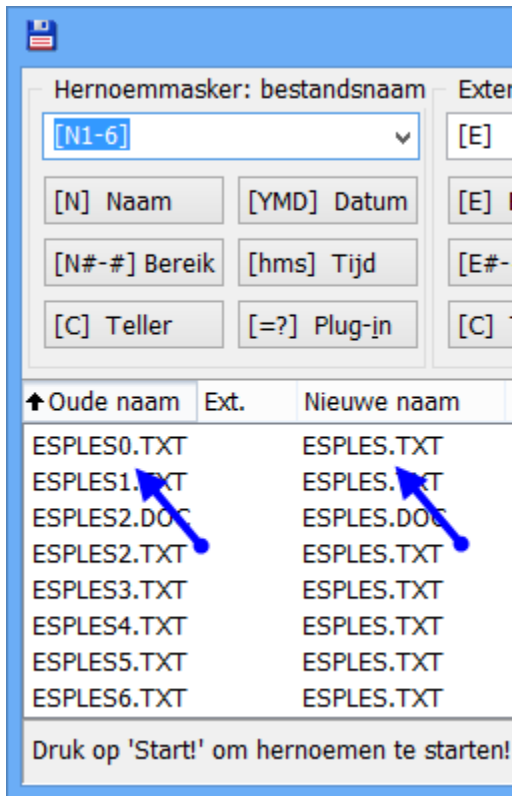 Hernoemmasker: bestandsnaam
[N1-6]
[N] Naam
[YMD] Datum
[N#-#] Bereik
[hms] Tijd
[C] Teller
[=?] Plug-in
[E]
[E]
[E#-
[C]
Oude naam Ext. Nieuwe naam
ESPLES0.TXT ESPLES.TXT
ESPLES1.TXT ESPLES.TXT
ESPLES2.DOC ESPLES.DOC
ESPLES2.TXT ESPLES.TXT
ESPLES3.TXT ESPLES.TXT
ESPLES4.TXT ESPLES.TXT
ESPLES5.TXT ESPLES.TXT
ESPLES6.TXT ESPLES.TXT
Druk op 'Start!' om hernoemen te starten!